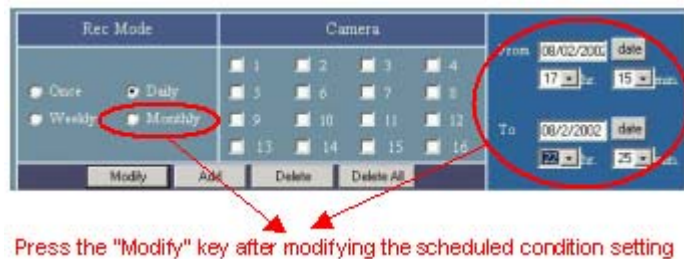 Rec Mode
Camera
Once
Daily
Weekly
Monthly
1 2 3 4
5 6 7 8
9 10 11 12
13 14 15 16
From 08/02/2002 date
17 hr. 15 min.
To 08/2/2002 date
22 hr. 25 min.
Modify Add Delete Delete All
Press the "Modify" key after modifying the scheduled condition setting